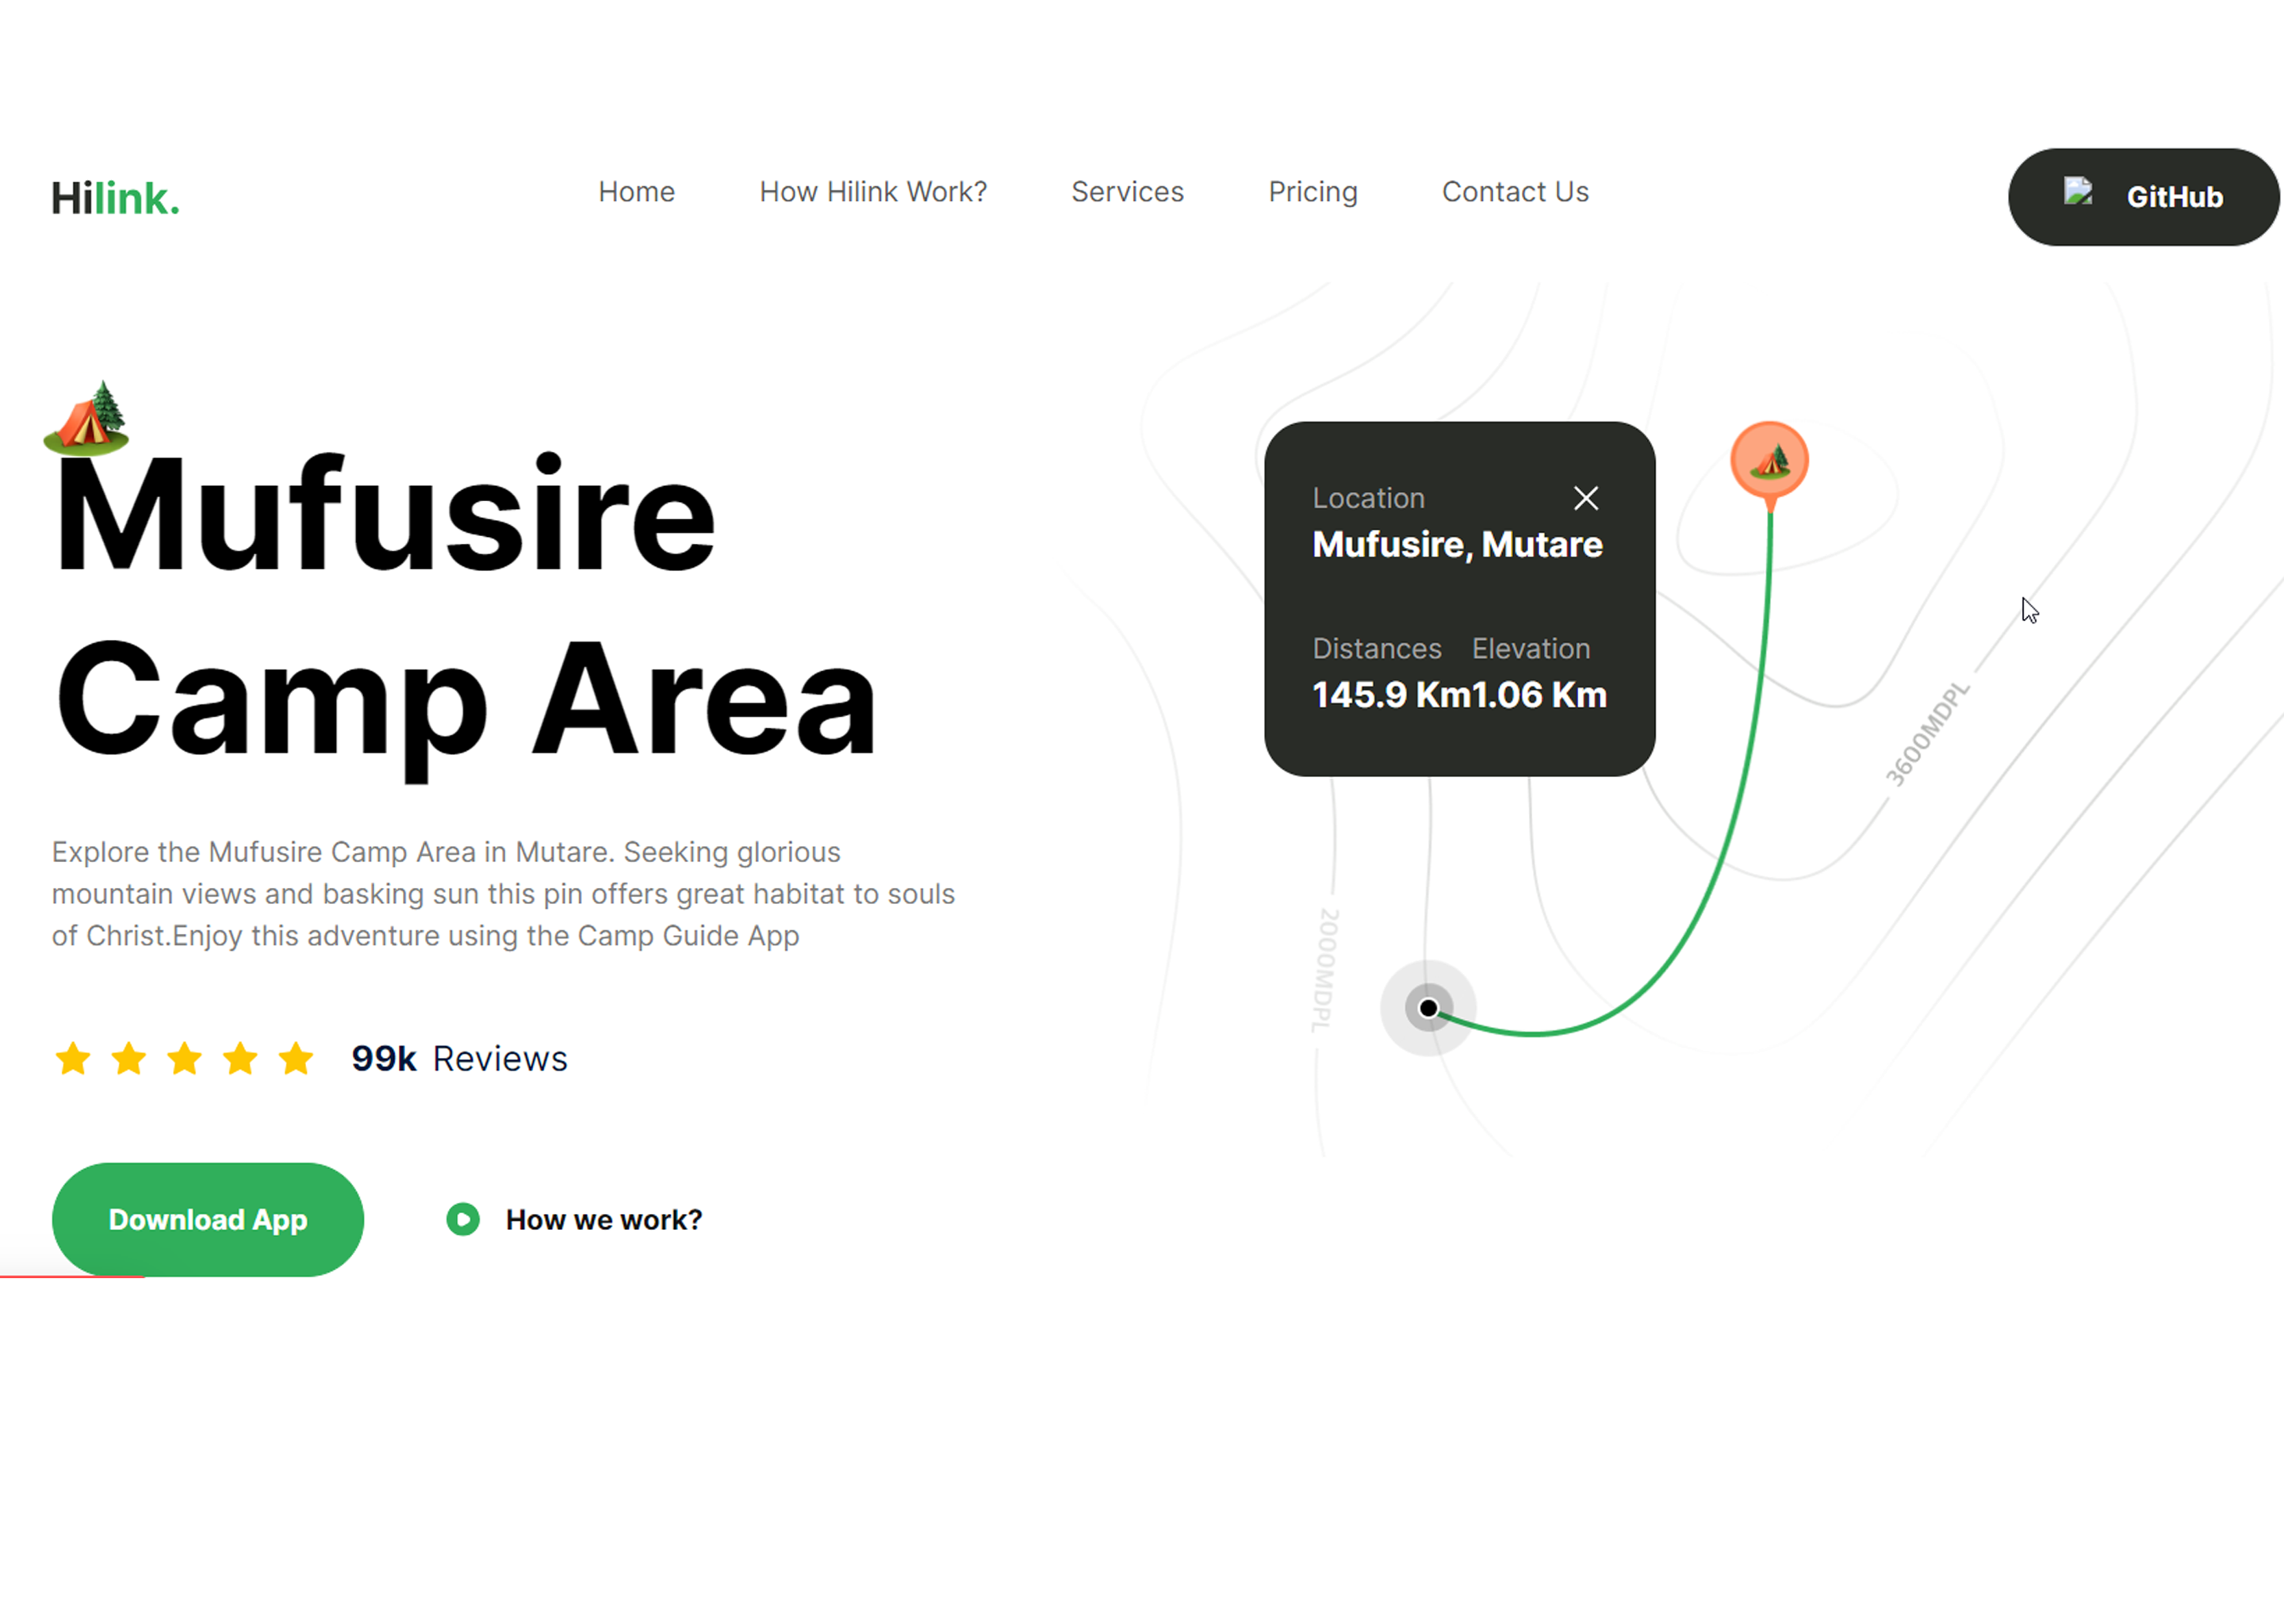 Hilink.
Home
How Hilink Work?
Services
Pricing
Contact Us
GitHub
Mufusire
Camp Area
Explore the Mufusire Camp Area in Mutare. Seeking glorious
mountain views and basking sun this pin offers great habitat to souls
of Christ.Enjoy this adventure using the Camp Guide App
99k Reviews
Download App
How we work?
Location
Mufusire, Mutare
Distances Elevation
145.9 Km1.06 Km
3600MDPL
2000MDPL